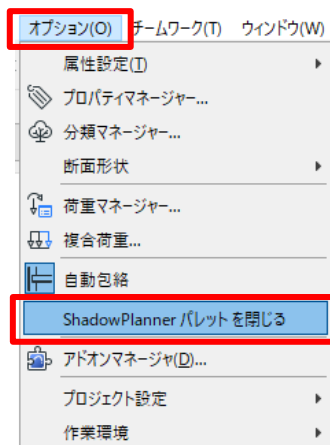 オプション(O) チームワーク(T) ウィンドウ(W)
属性設定(T)
プロパティマネージャー...
分類マネージャー...
断面形状
荷重マネージャー...
複合荷重...
自動包絡
ShadowPlanner パレットを閉じる
アドオンマネージャ(D)...
プロジェクト設定
作業環境